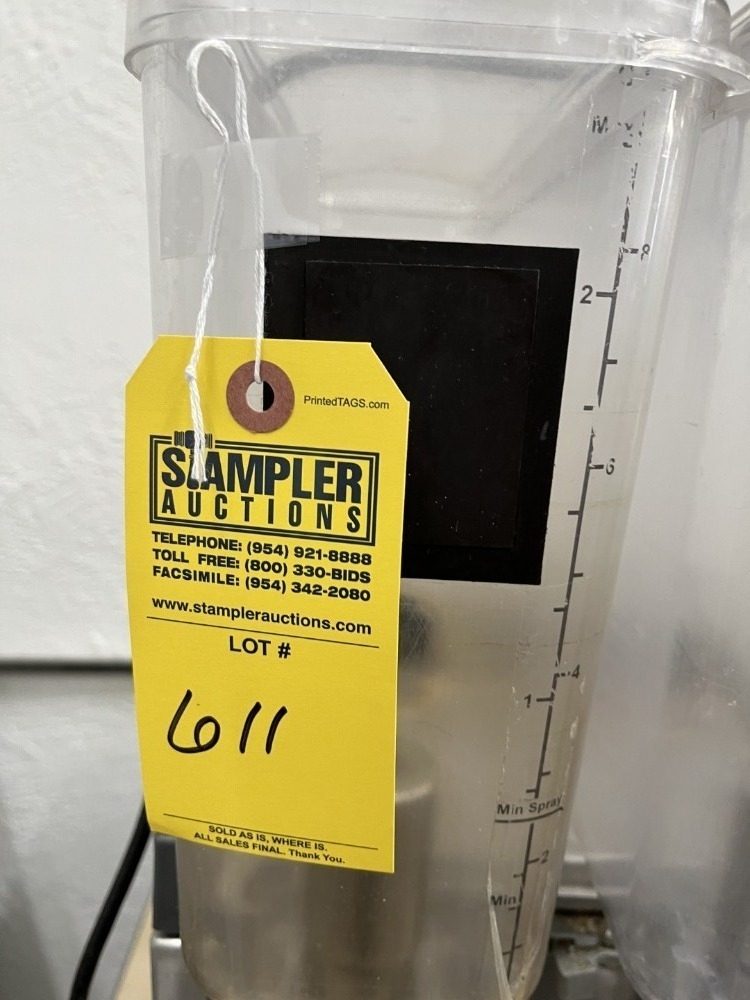 PrintedTAGS.com
STAMPLER
AUCTIONS
TELEPHONE: (954) 921-8888
TOLL FREE: (800) 330-BIDS
FACSIMILE: (954) 342-2080
www.stamplerauctions.com
LOT #
611
SOLD AS IS, WHERE IS.
ALL SALES FINAL. Thank You.
8
2
6
4
1
Min Spray
2
Min